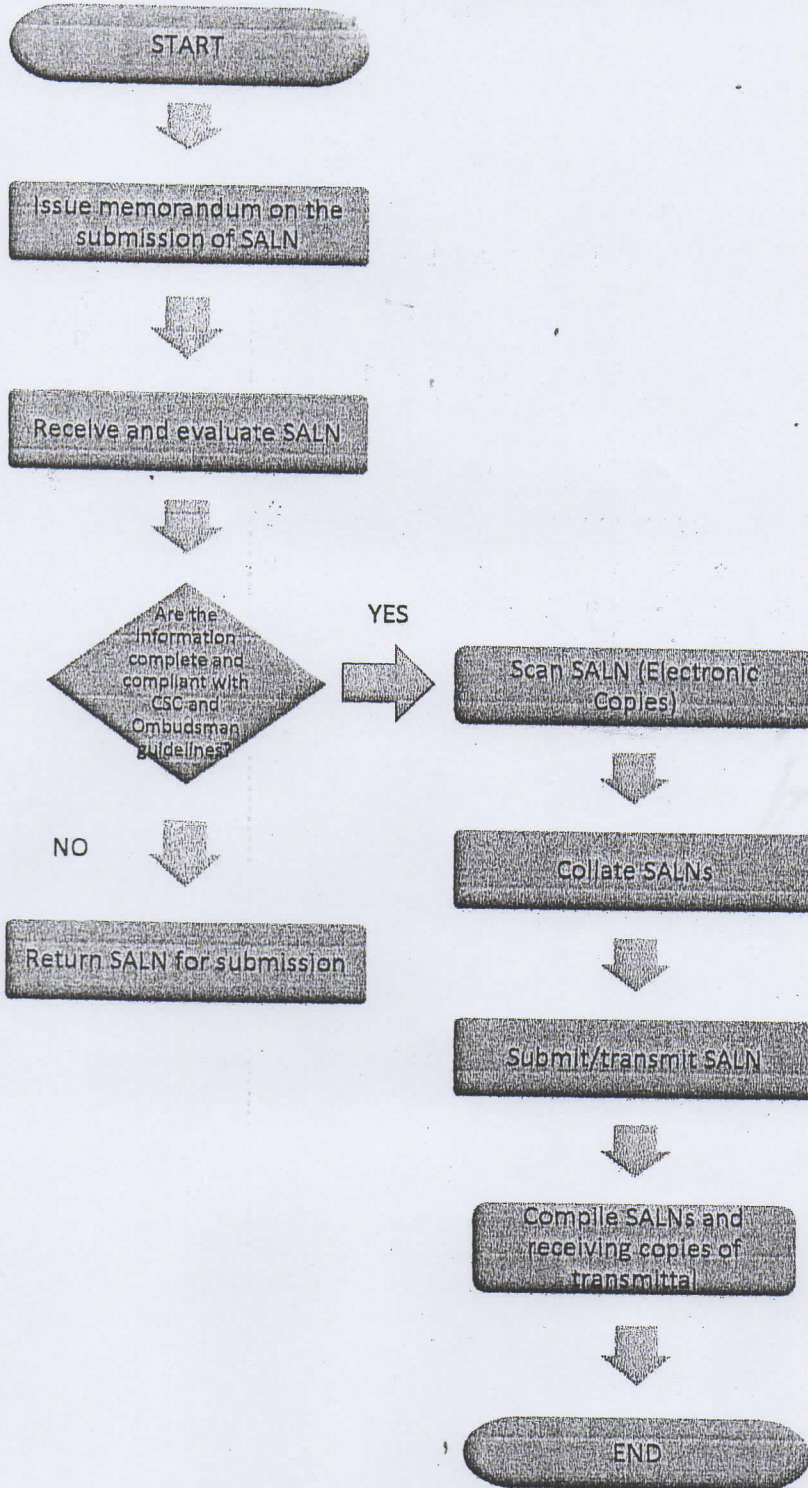 START
Issue memorandum on the
submission of SALN
Receive and evaluate SALN
Are the
information
complete and
compliant with
CSC and
Ombudsman
guidelines?
YES
NO
Return SALN for submission
Scan SALN (Electronic
Copies)
Collate SALNs
Submit/transmit SALN
Compile SALNs and
receiving copies of
transmittal
END